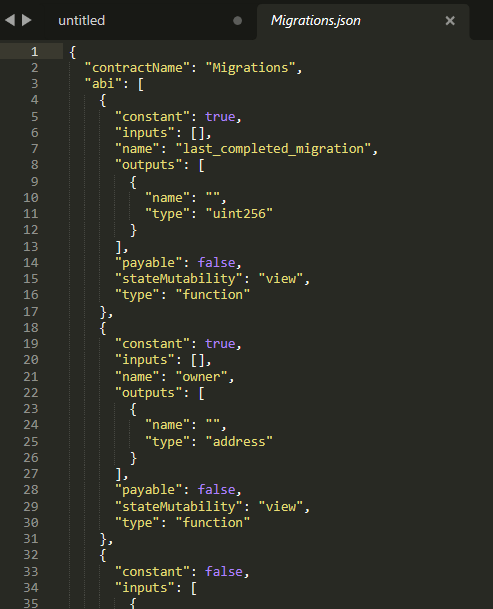 untitled
Migrations.json
1 {
2 "contractName": "Migrations",
3 "abi": [
4 {
5 "constant": true,
6 "inputs": [],
7 "name": "last_completed_migration",
8 "outputs": [
9 {
10 "name": "",
11 "type": "uint256"
12 }
13 ],
14 "payable": false,
15 "stateMutability": "view",
16 "type": "function"
17 },
18 {
19 "constant": true,
20 "inputs": [],
21 "name": "owner",
22 "outputs": [
23 {
24 "name": "",
25 "type": "address"
26 }
27 ],
28 "payable": false,
29 "stateMutability": "view",
30 "type": "function"
31 },
32 {
33 "constant": false,
34 "inputs": [
35 {